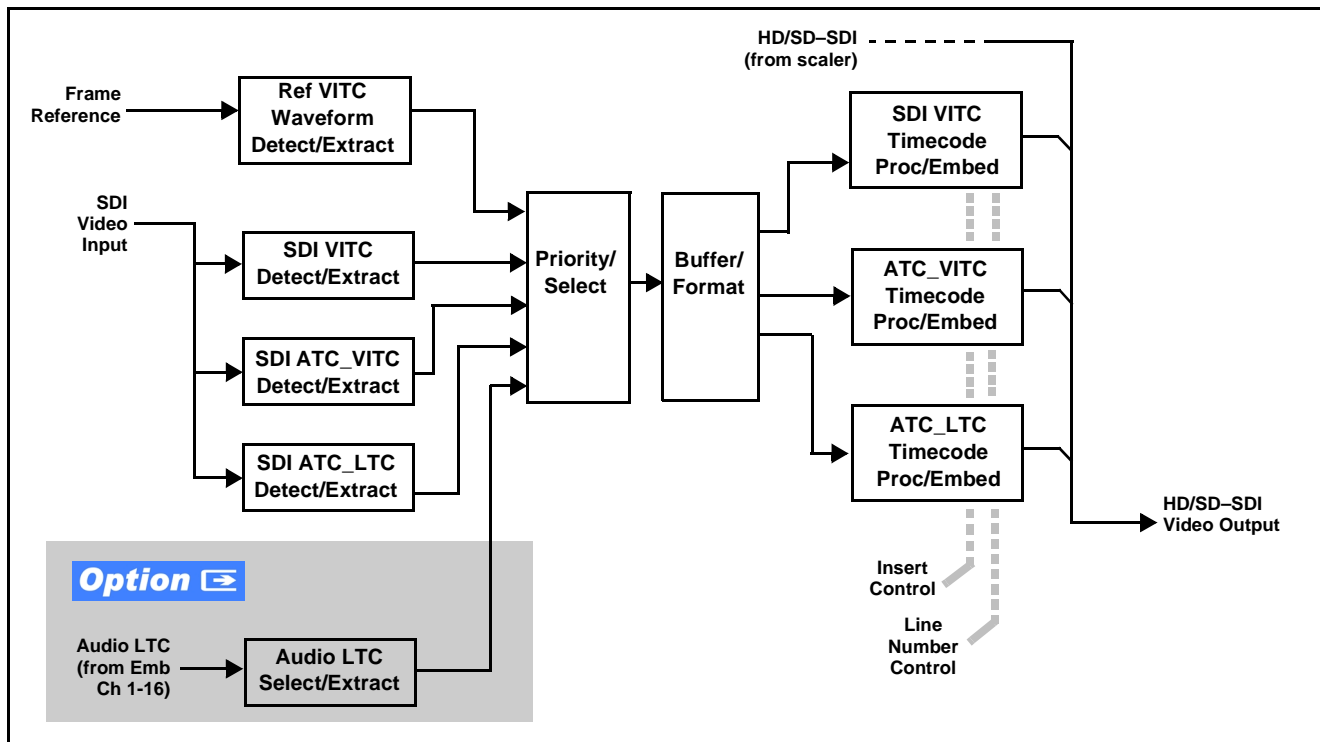 HD/SD–SDI
(from scaler)
Frame
Reference
Ref VITC
Waveform
Detect/Extract
SDI VITC
Timecode
Proc/Embed
SDI
Video
Input
SDI VITC
Detect/Extract
Priority/
Select
Buffer/
Format
ATC_VITC
Timecode
Proc/Embed
SDI ATC_VITC
Detect/Extract
ATC_LTC
Timecode
Proc/Embed
SDI ATC_LTC
Detect/Extract
HD/SD–SDI
Video Output
Option
Insert
Control
Line
Number
Control
Audio LTC
(from Emb
Ch 1-16)
Audio LTC
Select/Extract